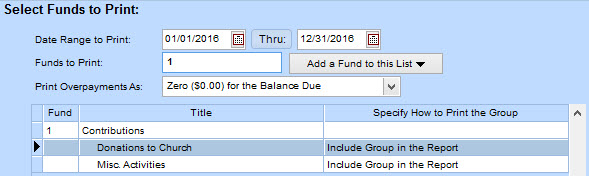 Select Funds to Print:
Date Range to Print: 01/01/2016 Thru: 12/31/2016
Funds to Print: 1 Add a Fund to this List
Print Overpayments As: Zero ($0.00) for the Balance Due
Fund Title Specify How to Print the Group
1 Contributions
Donations to Church Include Group in the Report
Misc. Activities Include Group in the Report